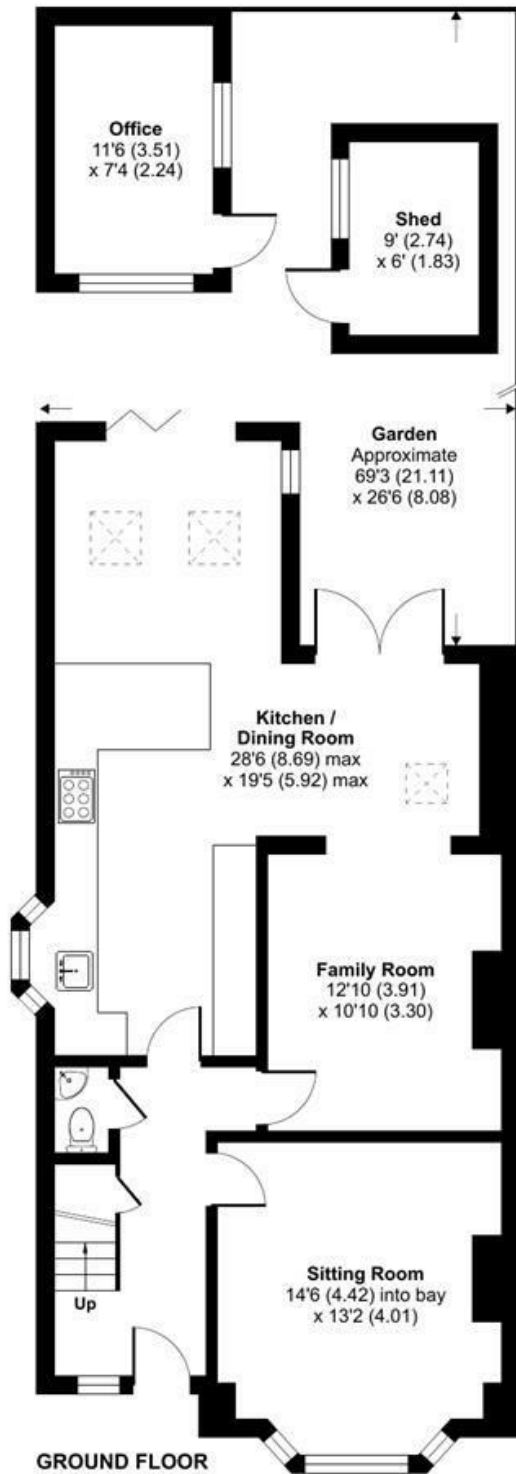 Office
11'6 (3.51)
x 7'4 (2.24)
Shed
9' (2.74)
x 6' (1.83)
Garden
Approximate
69'3 (21.11)
x 26'6 (8.08)
Kitchen /
Dining Room
28'6 (8.69) max
x 19'5 (5.92) max
Family Room
12'10 (3.91)
x 10'10 (3.30)
Sitting Room
14'6 (4.42) into bay
x 13'2 (4.01)
Up
GROUND FLOOR